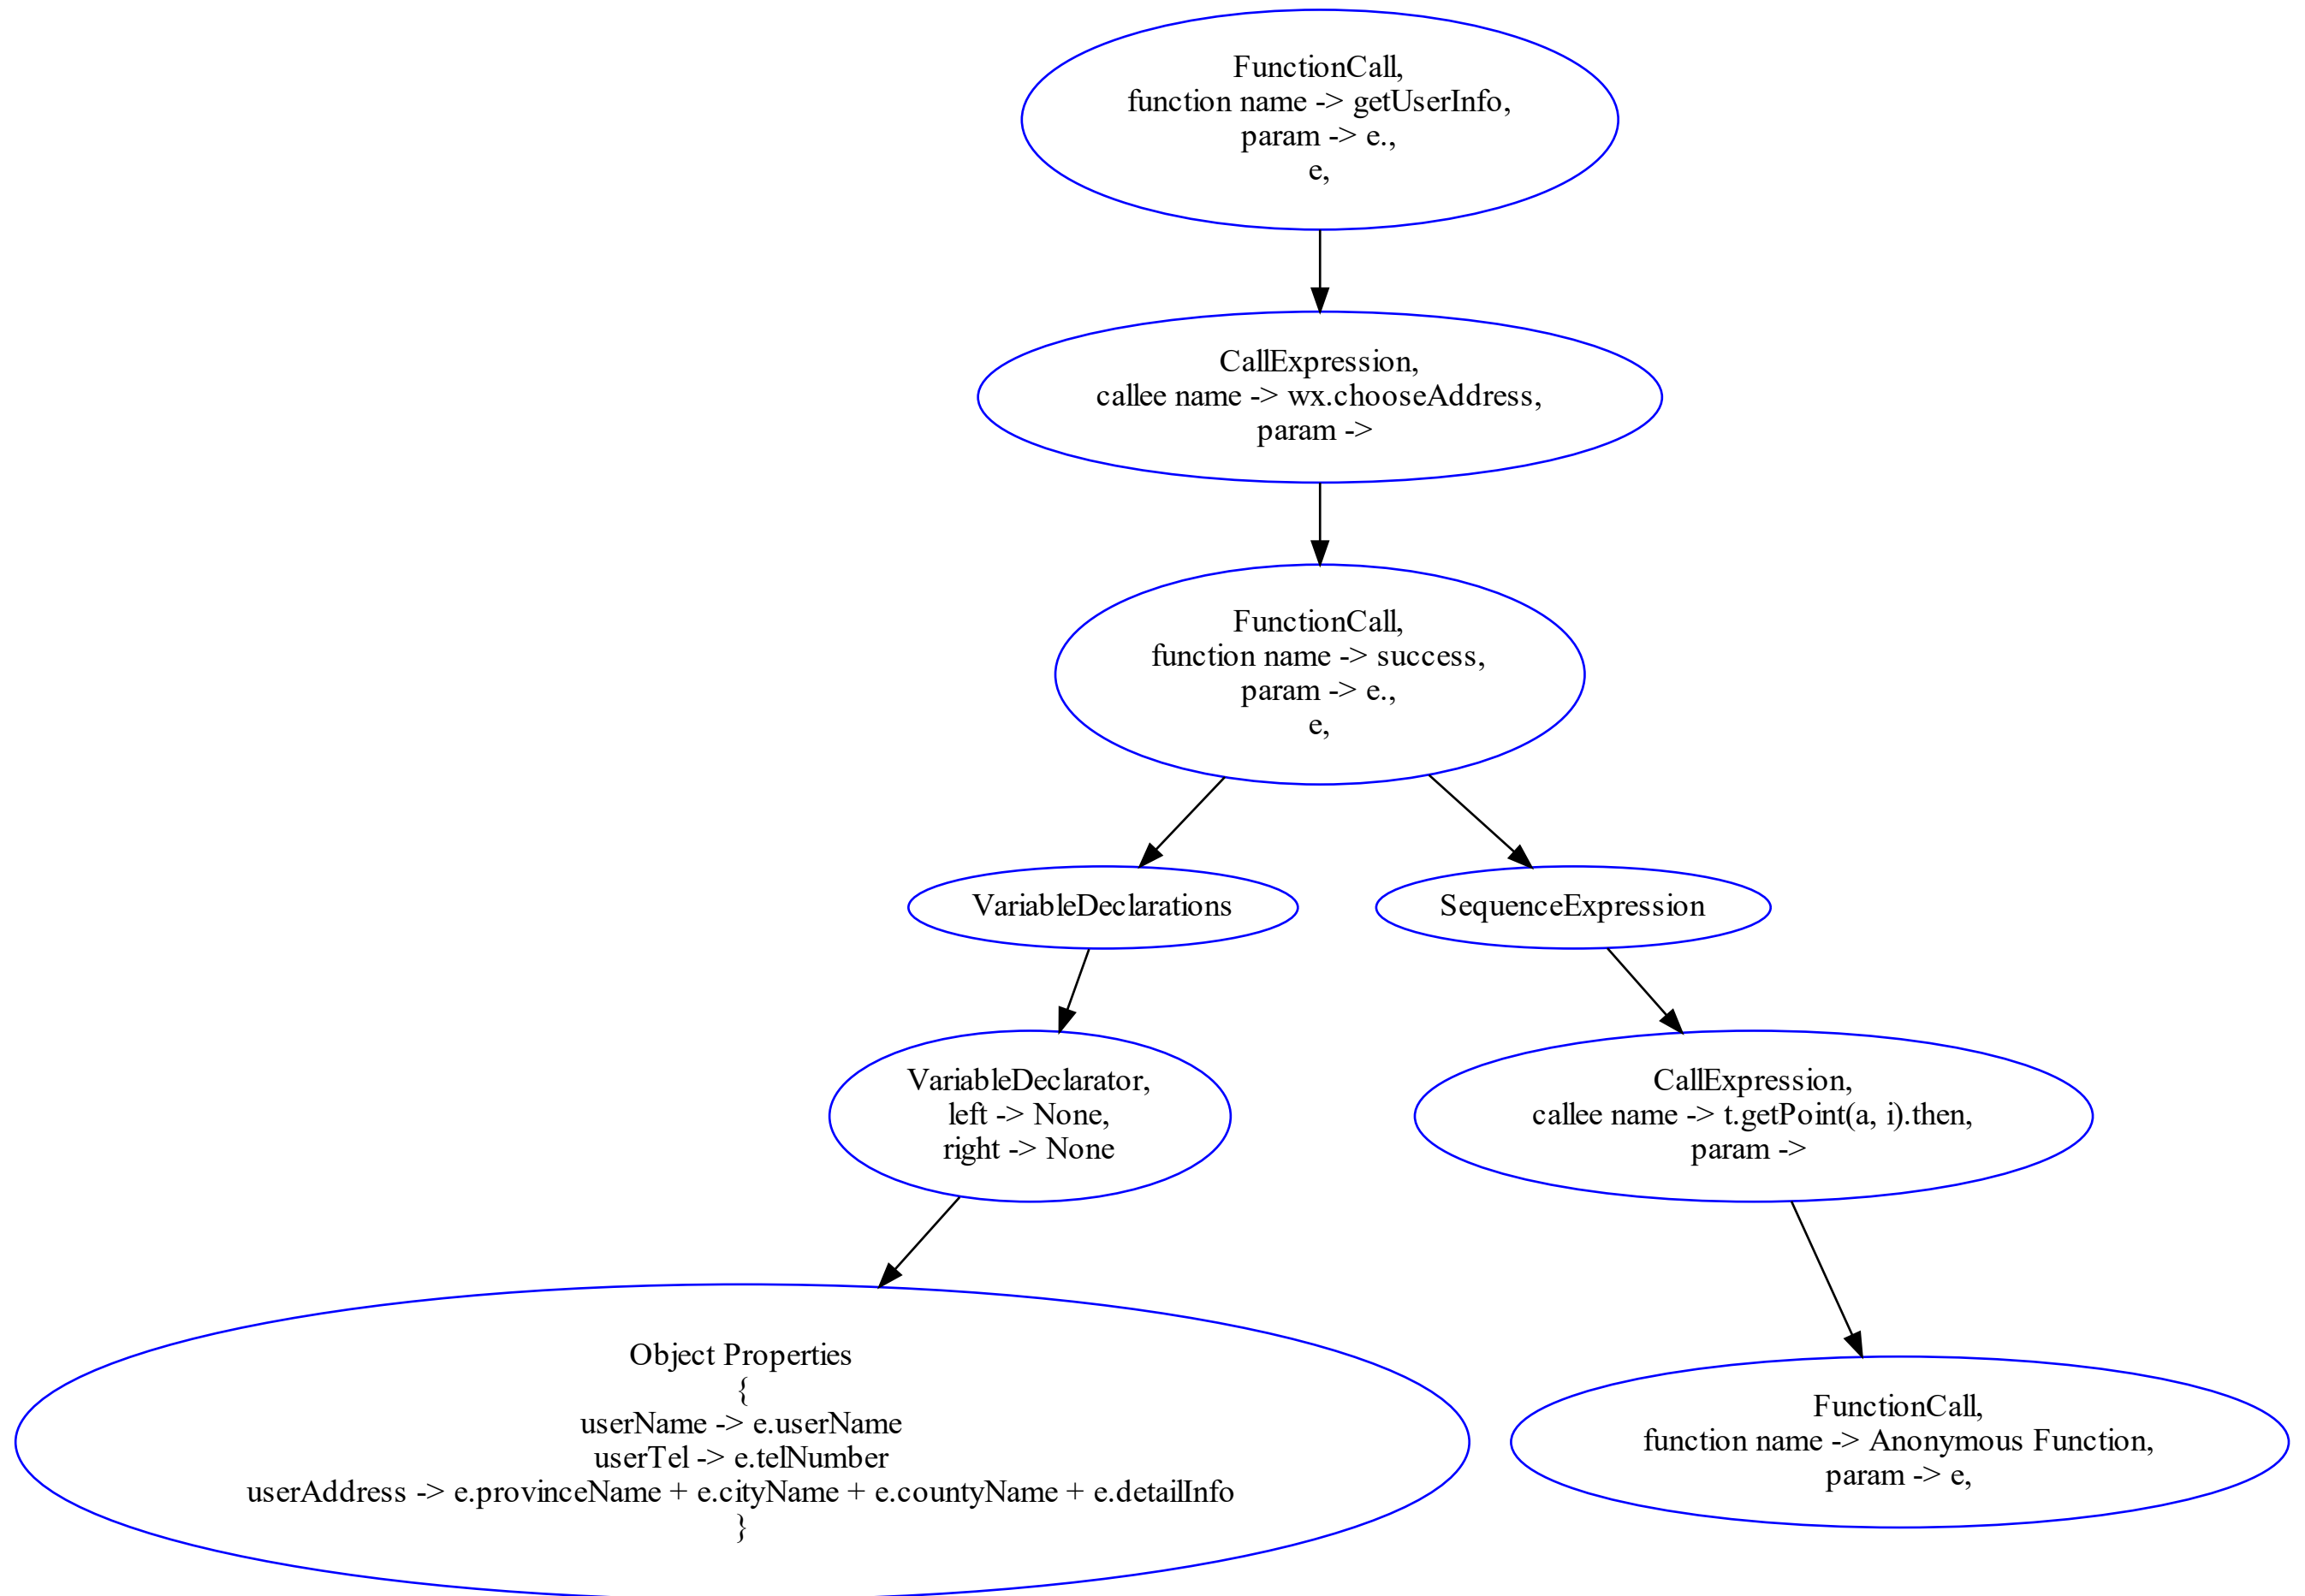 FunctionCall,
function name -> getUserInfo,
param -> e.,
e,
CallExpression,
callee name -> wx.chooseAddress,
param ->
FunctionCall,
function name -> success,
param -> e.,
e,
VariableDeclarations
SequenceExpression
VariableDeclarator,
left -> None,
right -> None
CallExpression,
callee name -> t.getPoint(a, i).then,
param ->
Object Properties
{
userName -> e.userName
userTel -> e.telNumber
userAddress -> e.provinceName + e.cityName + e.countyName + e.detailInfo
}
FunctionCall,
function name -> Anonymous Function,
param -> e,